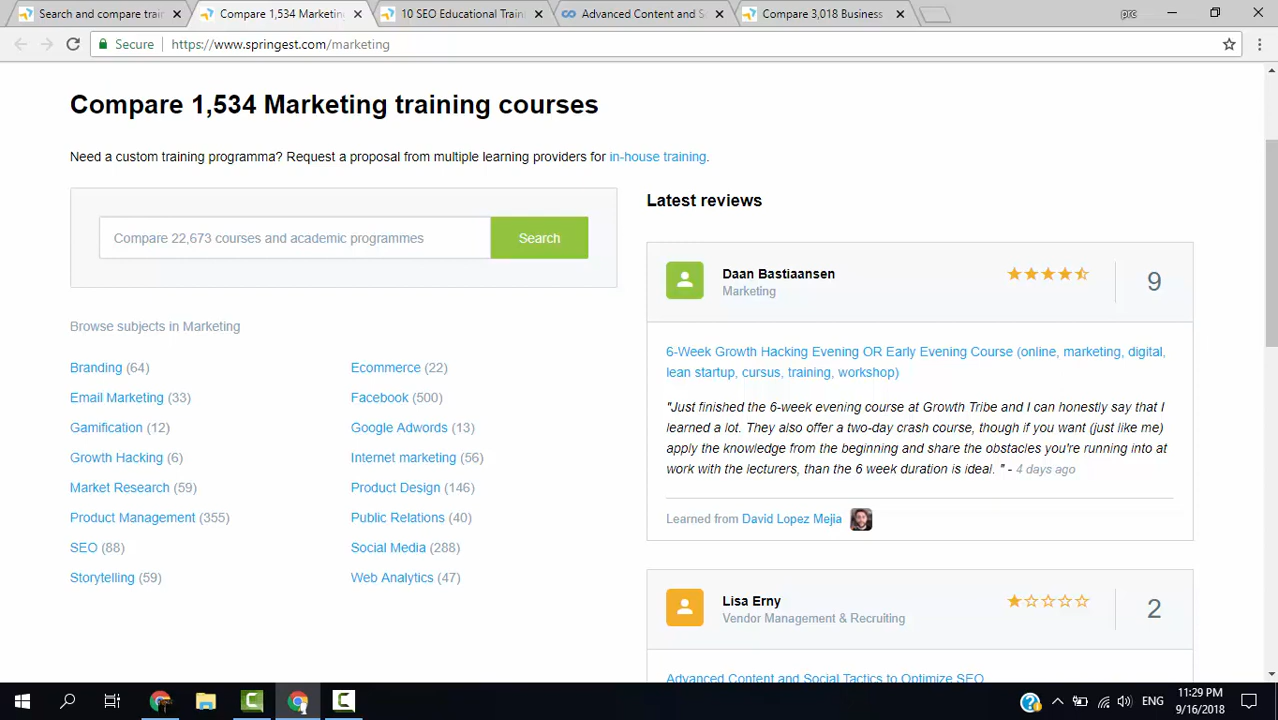 Search and compare train
Compare 1,534 Marketing
10 SEO Educational Train
Advanced Content and S
Compare 3,018 Business
prc
Secure
https://www.springest.com/marketing
Compare 1,534 Marketing training courses
Need a custom training programma? Request a proposal from multiple learning providers for in-house training.
Compare 22,673 courses and academic programmes
Search
Browse subjects in Marketing
Branding (64)
Ecommerce (22)
Email Marketing (33)
Facebook (500)
Gamification (12)
Google Adwords (13)
Growth Hacking (6)
Internet marketing (56)
Market Research (59)
Product Design (146)
Product Management (355)
Public Relations (40)
SEO (88)
Social Media (288)
Storytelling (59)
Web Analytics (47)
Latest reviews
Daan Bastiaansen
Marketing
9
6-Week Growth Hacking Evening OR Early Evening Course (online, marketing, digital,
lean startup, cursus, training, workshop)
"Just finished the 6-week evening course at Growth Tribe and I can honestly say that I
learned a lot. They also offer a two-day crash course, though if you want (just like me)
apply the knowledge from the beginning and share the obstacles you're running into at
work with the lecturers, than the 6 week duration is ideal. " - 4 days ago
Learned from David Lopez Mejia
Lisa Erny
Vendor Management & Recruiting
2
Advanced Content and Social Tactics to Optimize SEO
ENG
11:29 PM
9/16/2018